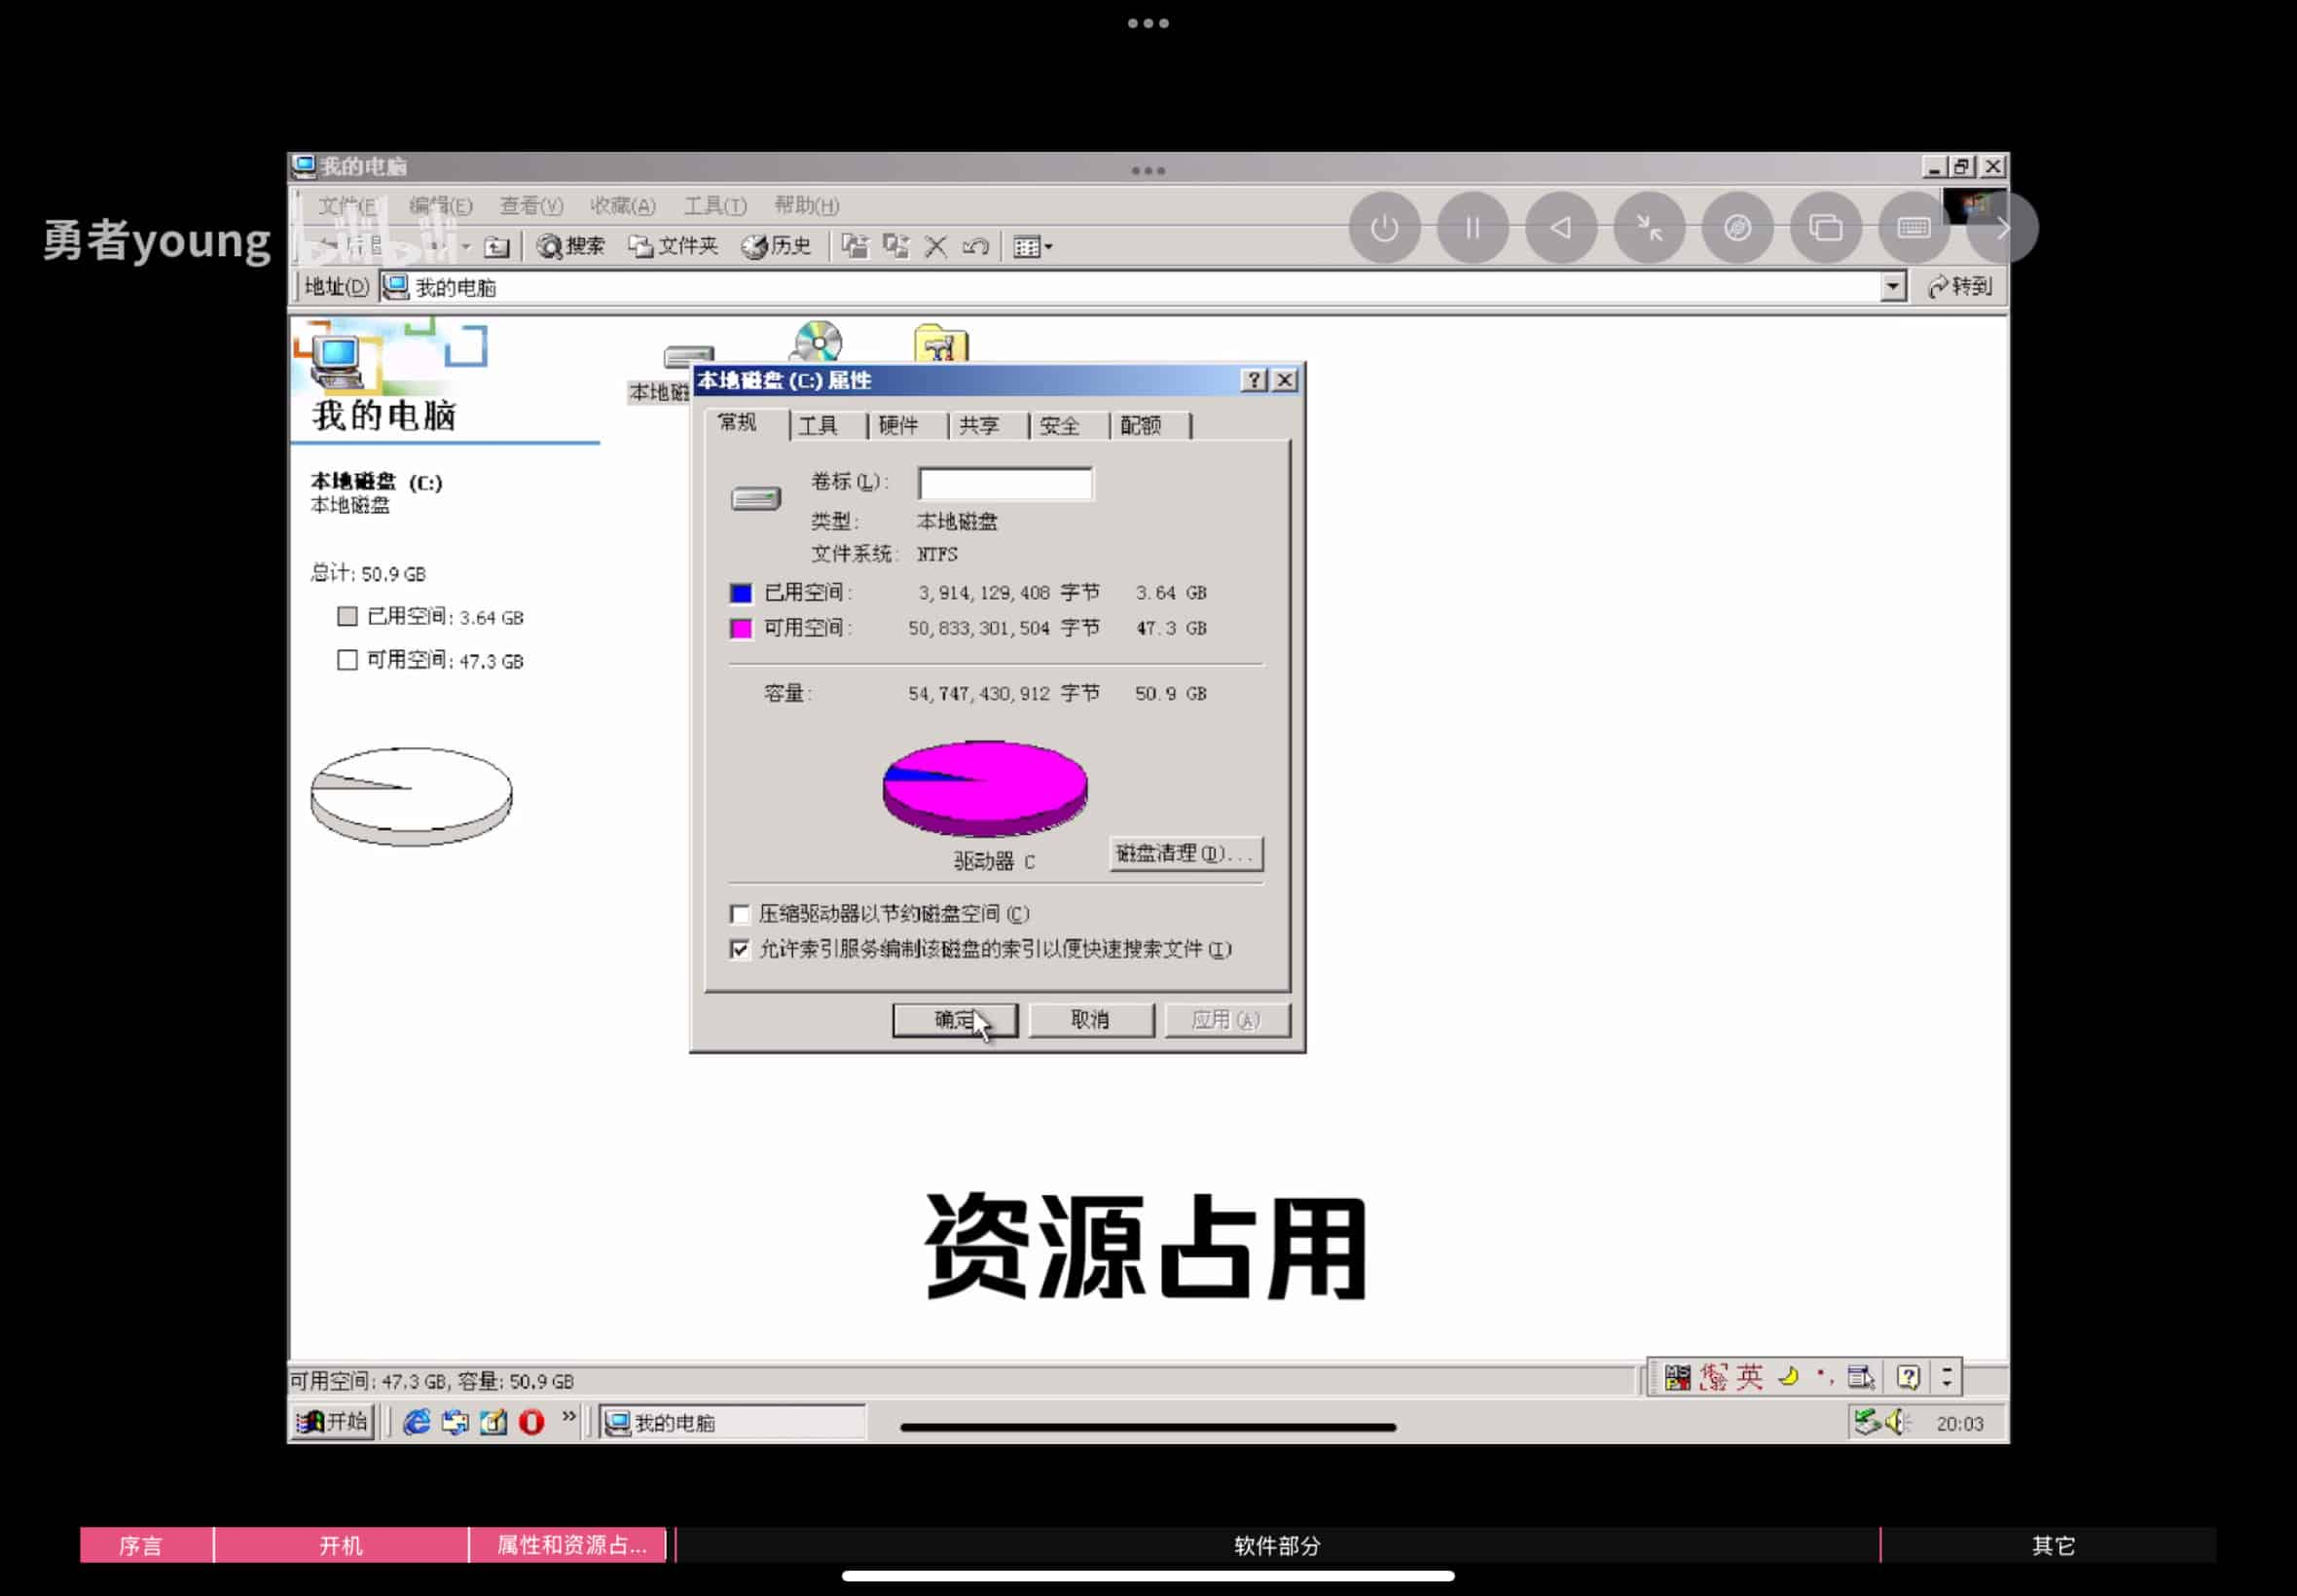 我的电脑
文件(F) 编辑(E) 查看(V) 收藏(A) 工具(T) 帮助(H)
勇者young bilibili
搜索 文件夹 历史
地址(D) 我的电脑 转到
我的电脑
本地磁盘 (C:)
本地磁盘
总计: 50.9 GB
已用空间: 3.64 GB
可用空间: 47.3 GB
本地磁
本地磁盘 (C:) 属性
常规 工具 硬件 共享 安全 配额
卷标(L):
类型: 本地磁盘
文件系统: NTFS
已用空间: 3,914,129,408 字节 3.64 GB
可用空间: 50,833,301,504 字节 47.3 GB
容量: 54,747,430,912 字节 50.9 GB
驱动器 C
磁盘清理(D)...
压缩驱动器以节约磁盘空间(C)
允许索引服务编制该磁盘的索引以便快速搜索文件(I)
确定 取消 应用(A)
资源占用
可用空间: 47.3 GB, 容量: 50.9 GB
英
开始 » 我的电脑 20:03
序言 开机 属性和资源占... 软件部分 其它